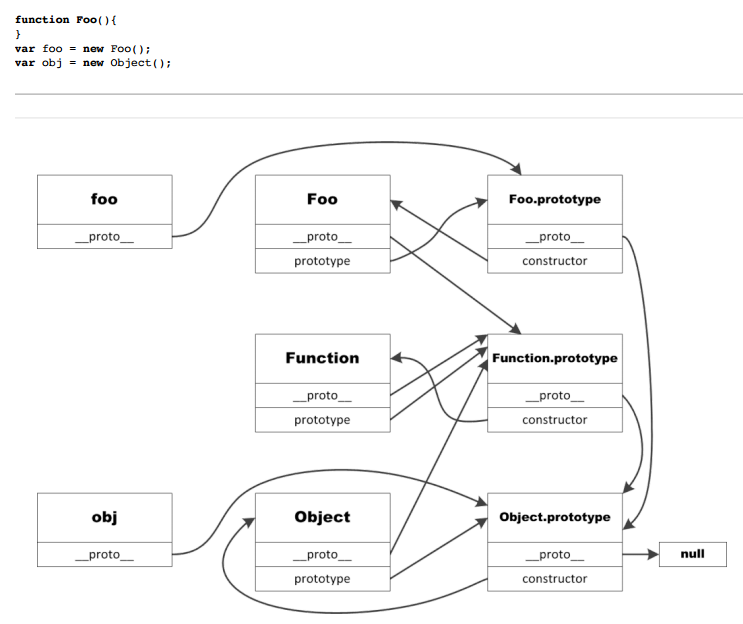 function Foo(){
}
var foo = new Foo();
var obj = new Object();
foo
__proto__
Foo
__proto__
prototype
Foo.prototype
__proto__
constructor
Function
__proto__
prototype
Function.prototype
__proto__
constructor
obj
__proto__
Object
__proto__
prototype
Object.prototype
__proto__
constructor
null